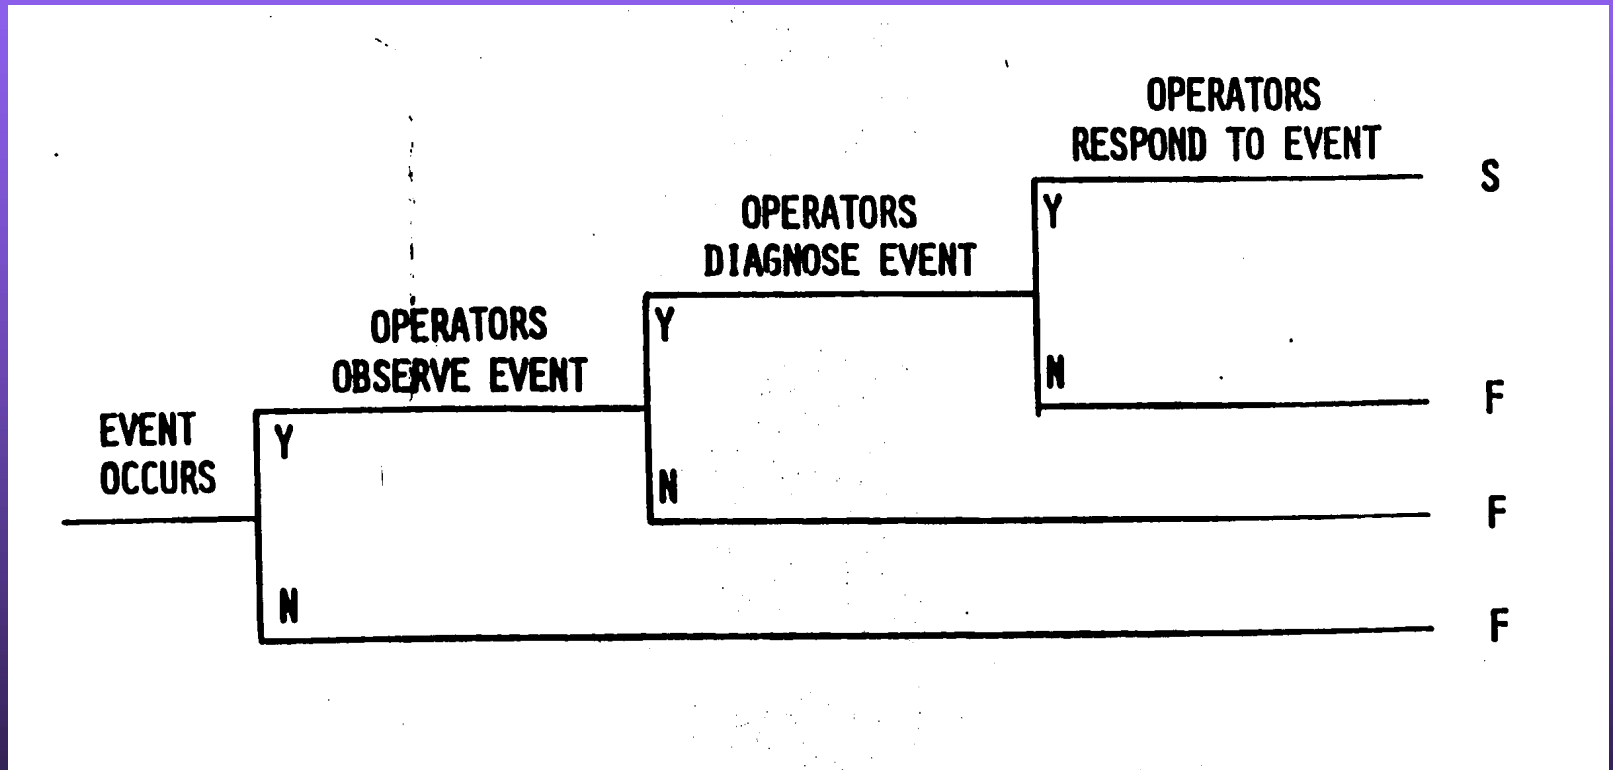 OPERATORS
RESPOND TO EVENT
S
Y
OPERATORS
DIAGNOSE EVENT
Y
N
F
OPERATORS
OBSERVE EVENT
Y
N
F
EVENT
OCCURS
Y
N
F